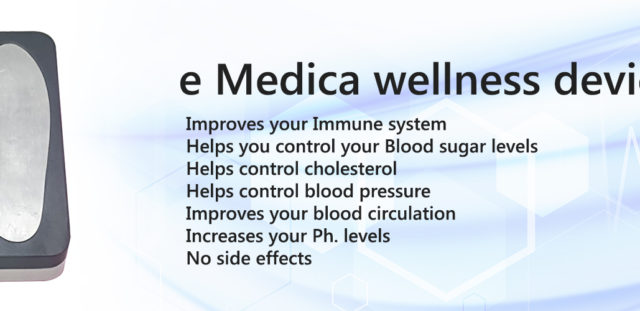 e Medica wellness devi
Improves your Immune system
Helps you control your Blood sugar levels
Helps control cholesterol
Helps control blood pressure
Improves your blood circulation
Increases your Ph. levels
No side effects